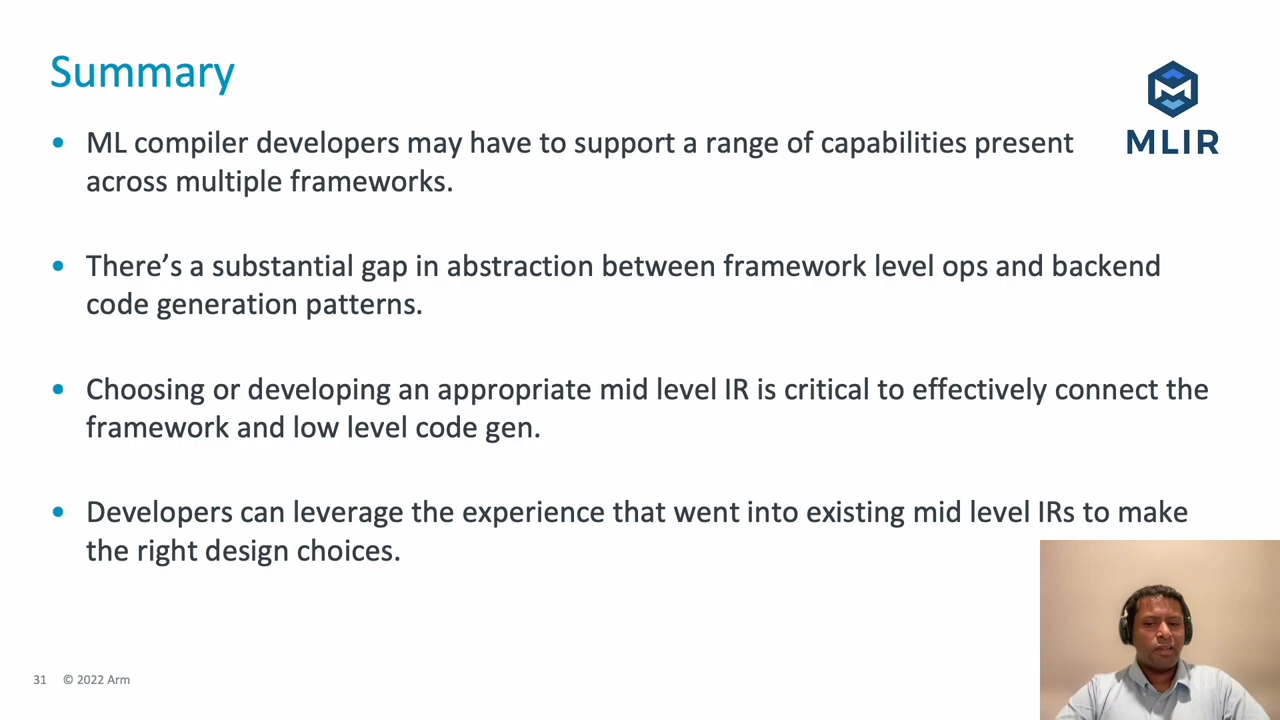 Summary
MLIR
• ML compiler developers may have to support a range of capabilities present
across multiple frameworks.
• There’s a substantial gap in abstraction between framework level ops and backend
code generation patterns.
• Choosing or developing an appropriate mid level IR is critical to effectively connect the
framework and low level code gen.
• Developers can leverage the experience that went into existing mid level IRs to make
the right design choices.
31 © 2022 Arm